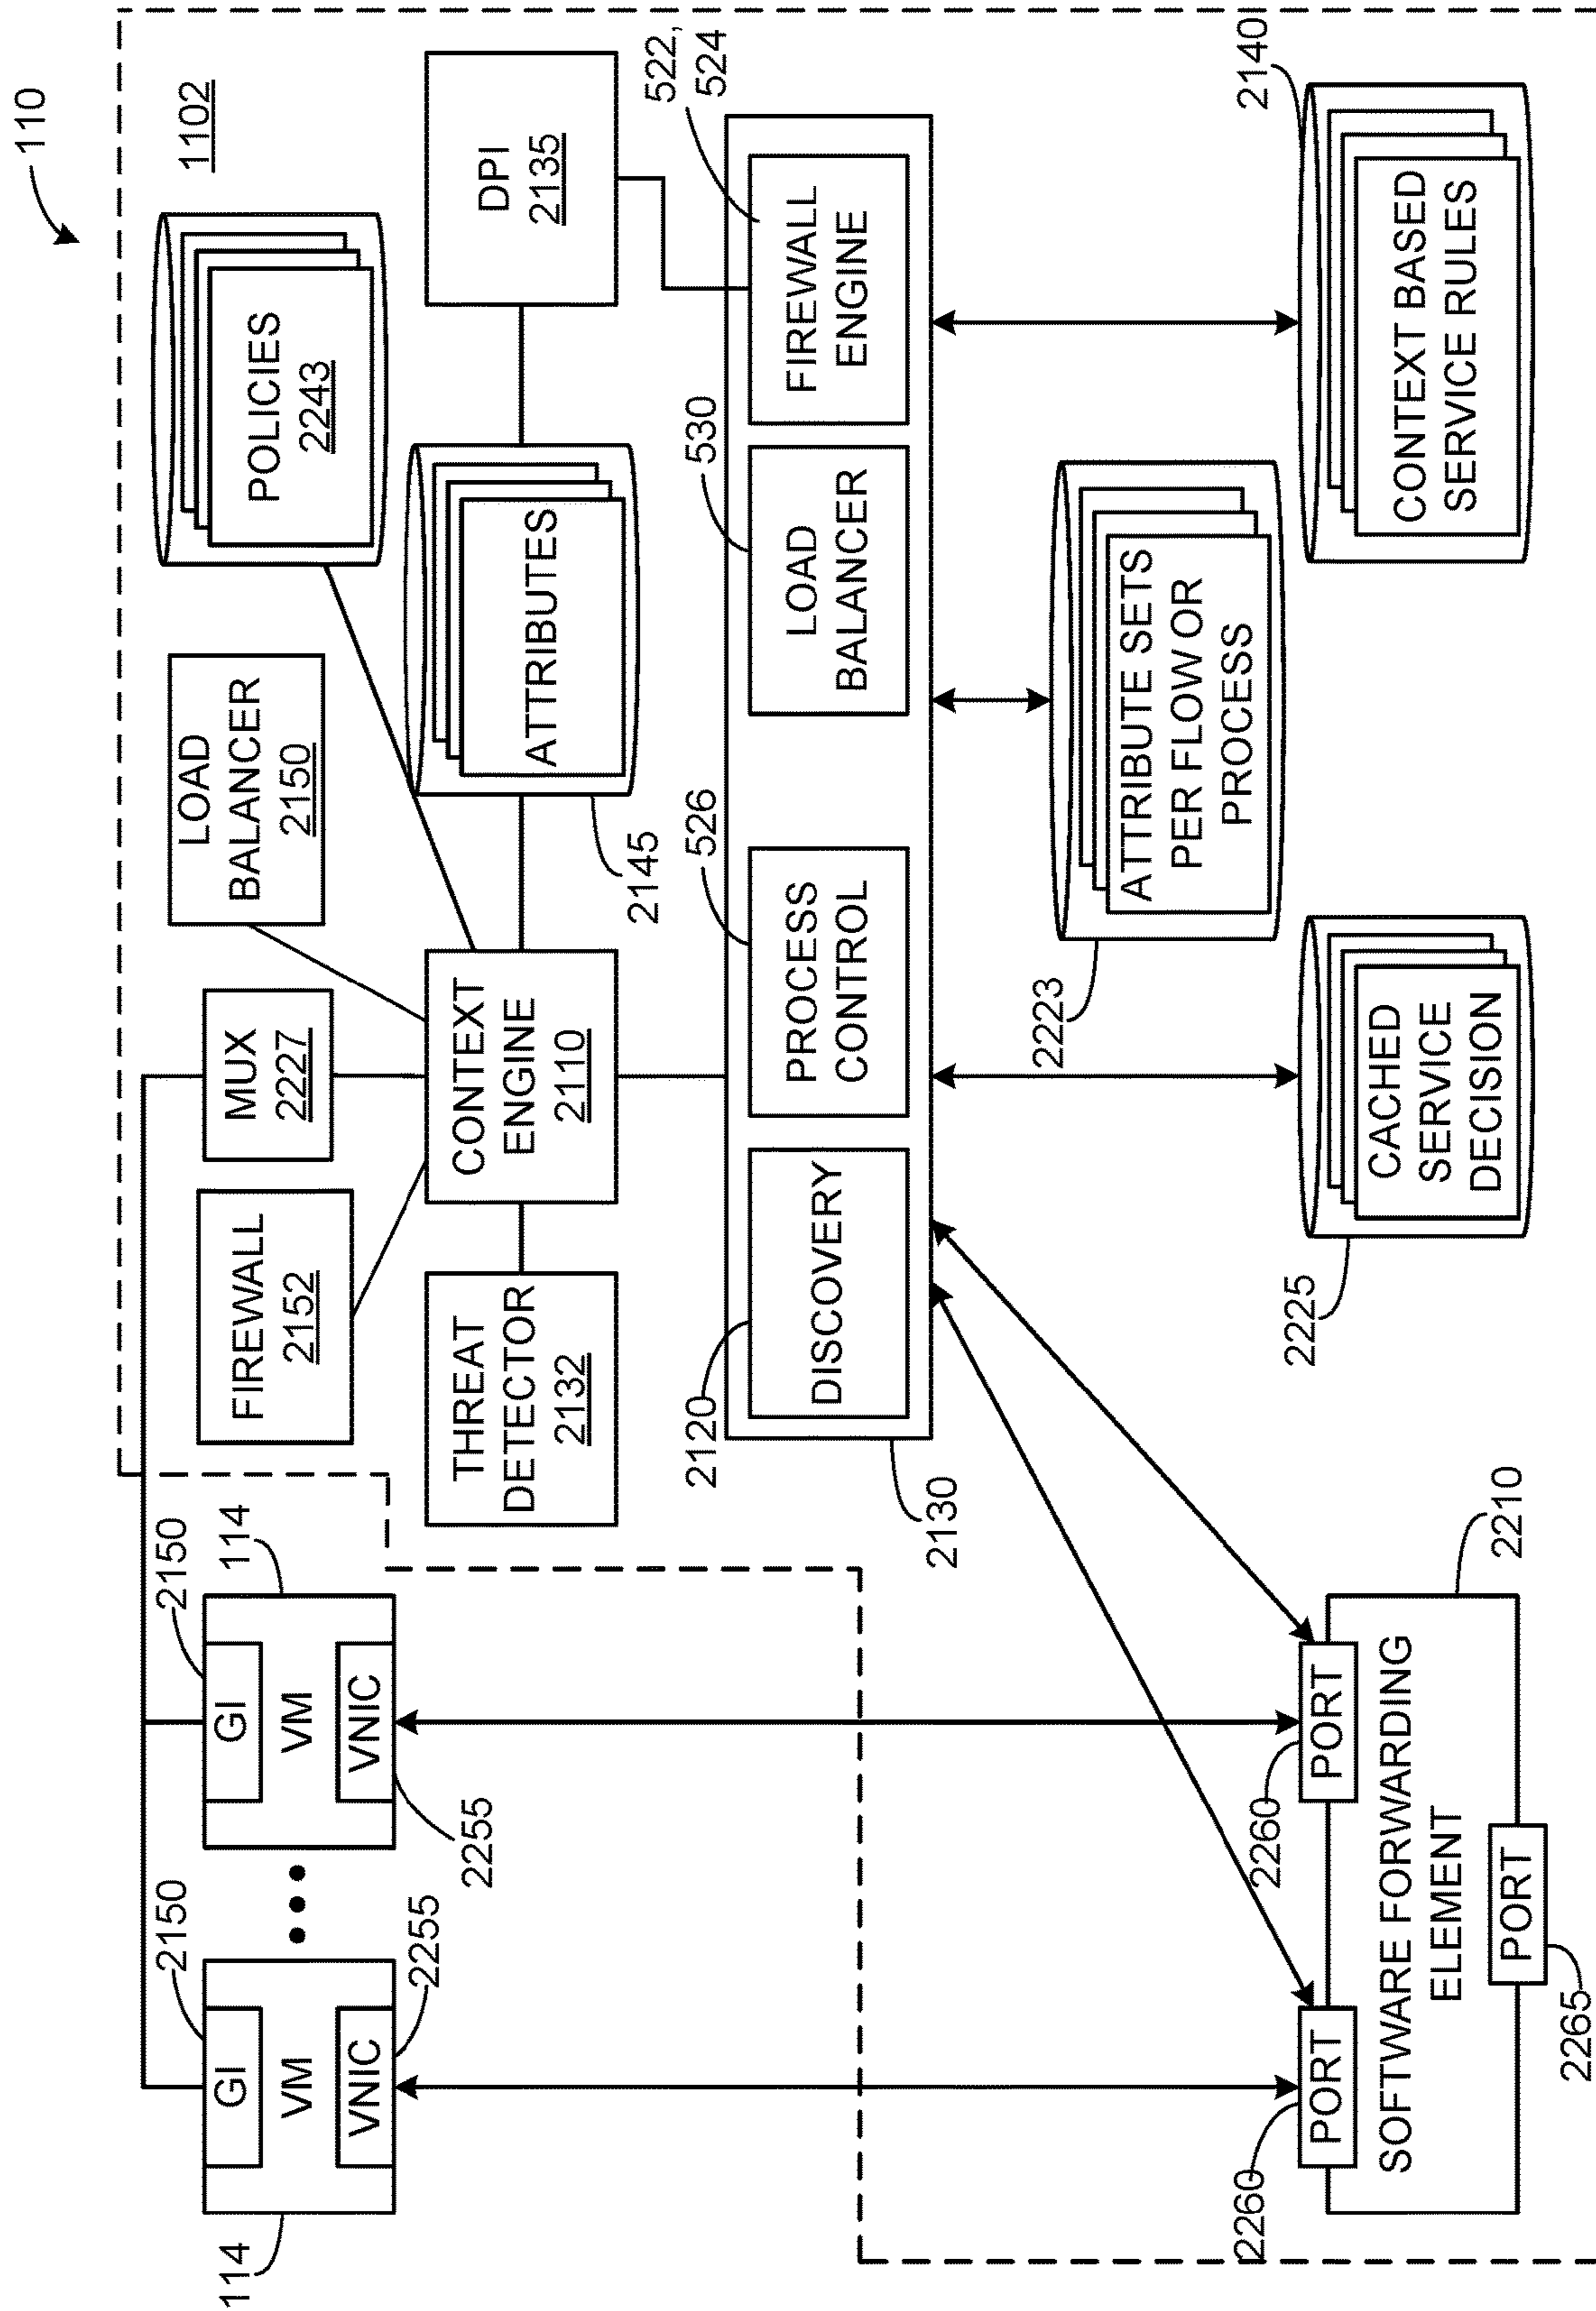 110
1102
114
2150
GI
VM
VNIC
2255
114
2150
GI
VM
VNIC
2255
FIREWALL
2152
MUX
2227
LOAD
BALANCER
2150
POLICIES
2243
THREAT
DETECTOR
2132
CONTEXT
ENGINE
2110
ATTRIBUTES
2145
DPI
2135
2120
DISCOVERY
526
PROCESS
CONTROL
530
LOAD
BALANCER
522,
524
FIREWALL
ENGINE
2130
2223
ATTRIBUTE SETS
PER FLOW OR
PROCESS
2260
PORT
2260
PORT
SOFTWARE FORWARDING
ELEMENT
2210
PORT
2265
2225
CACHED
SERVICE
DECISION
2140
CONTEXT BASED
SERVICE RULES